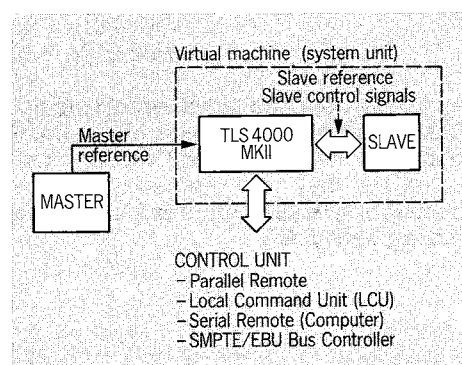 Virtual machine (system unit)
Slave reference
Slave control signals
Master
reference
TLS 4000
MKII
SLAVE
MASTER
CONTROL UNIT
– Parallel Remote
– Local Command Unit (LCU)
– Serial Remote (Computer)
– SMPTE/EBU Bus Controller